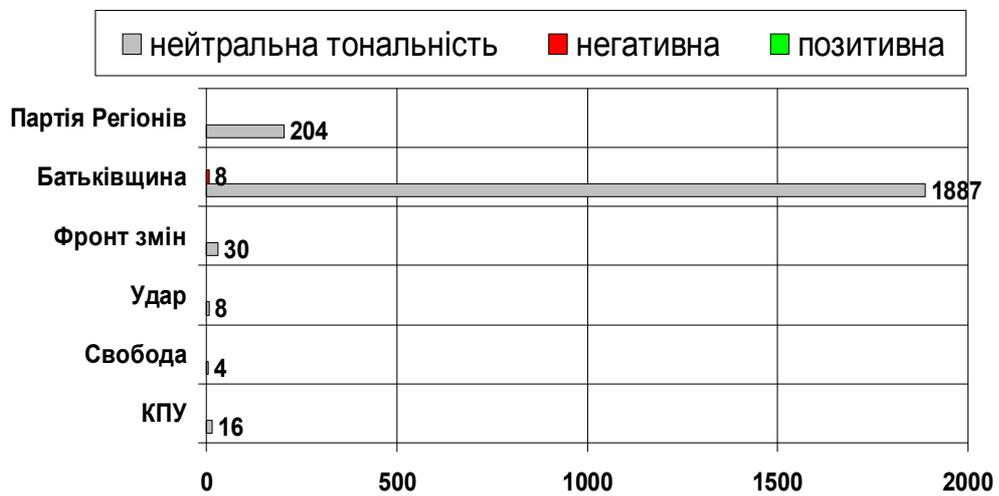 нейтральна тональність негативна позитивна
Партія Регіонів 204
Батьківщина 8
1887
Фронт змін 30
Удар 8
Свобода 4
КПУ 16
0 500 1000 1500 2000